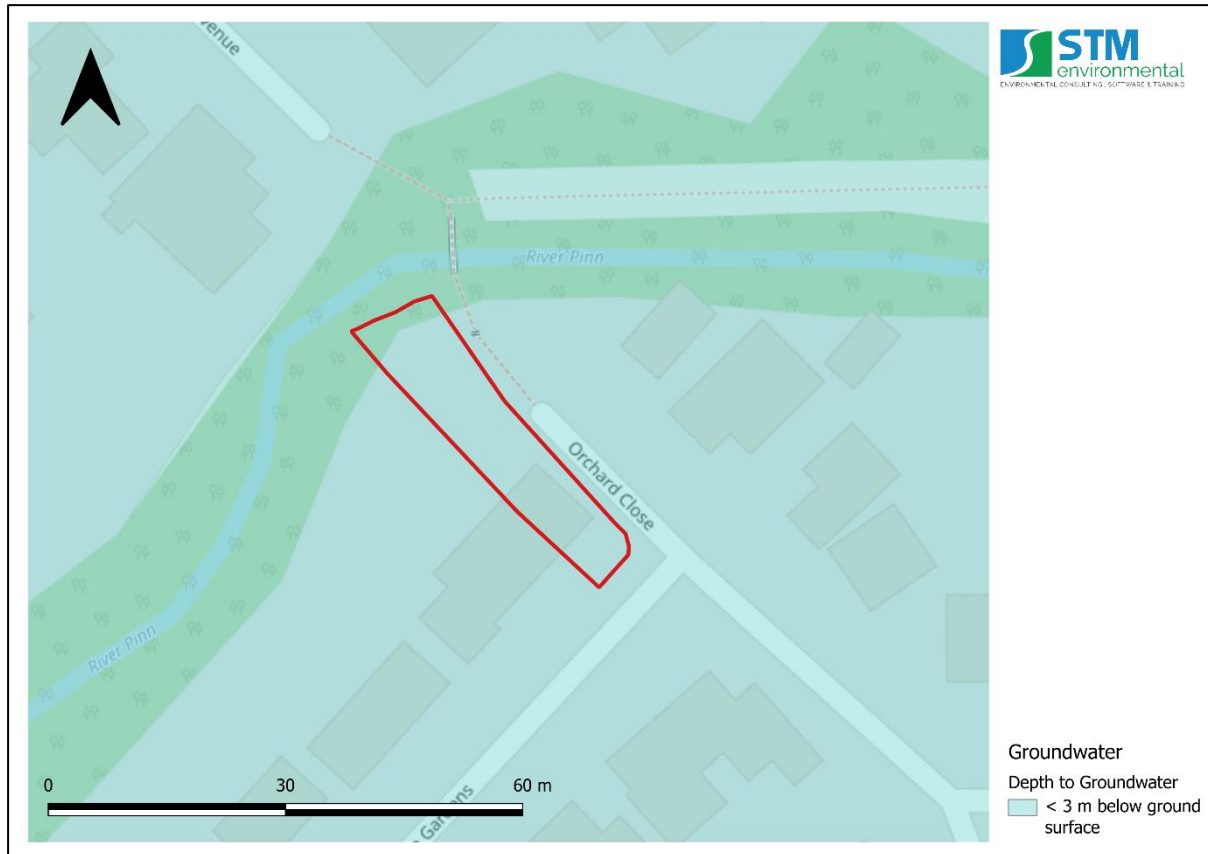 venue
STM
environmental
ENVIRONMENTAL CONSULTING, SOFTWARE & TRAINING
River Pinn
Orchard Close
River Pinn
Gardens
0 30 60 m
Groundwater
Depth to Groundwater
< 3 m below ground
surface